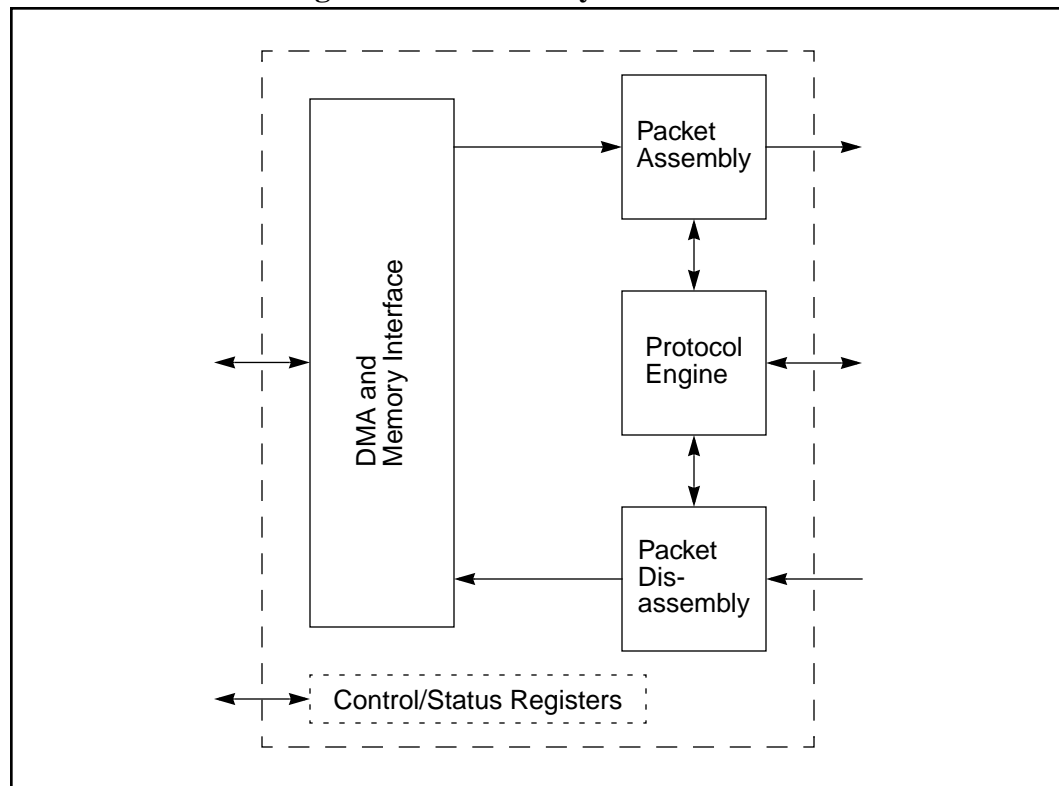 Packet
Assembly
DMA and
Memory Interface
Protocol
Engine
Packet
Dis-
assembly
Control/Status Registers